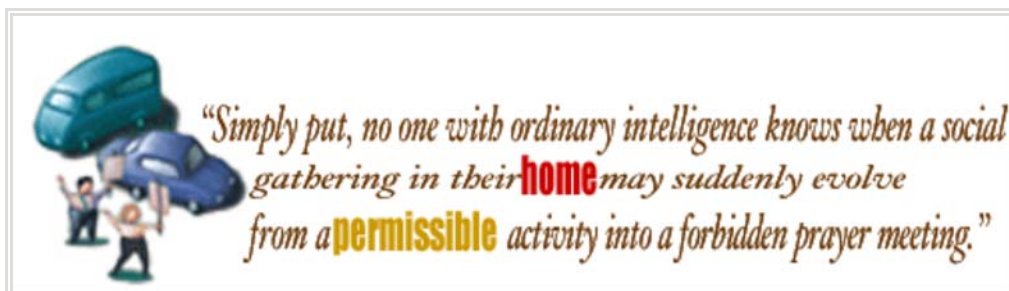 “Simply put, no one with ordinary intelligence knows when a social
gathering in their home may suddenly evolve
from a permissible activity into a forbidden prayer meeting.”